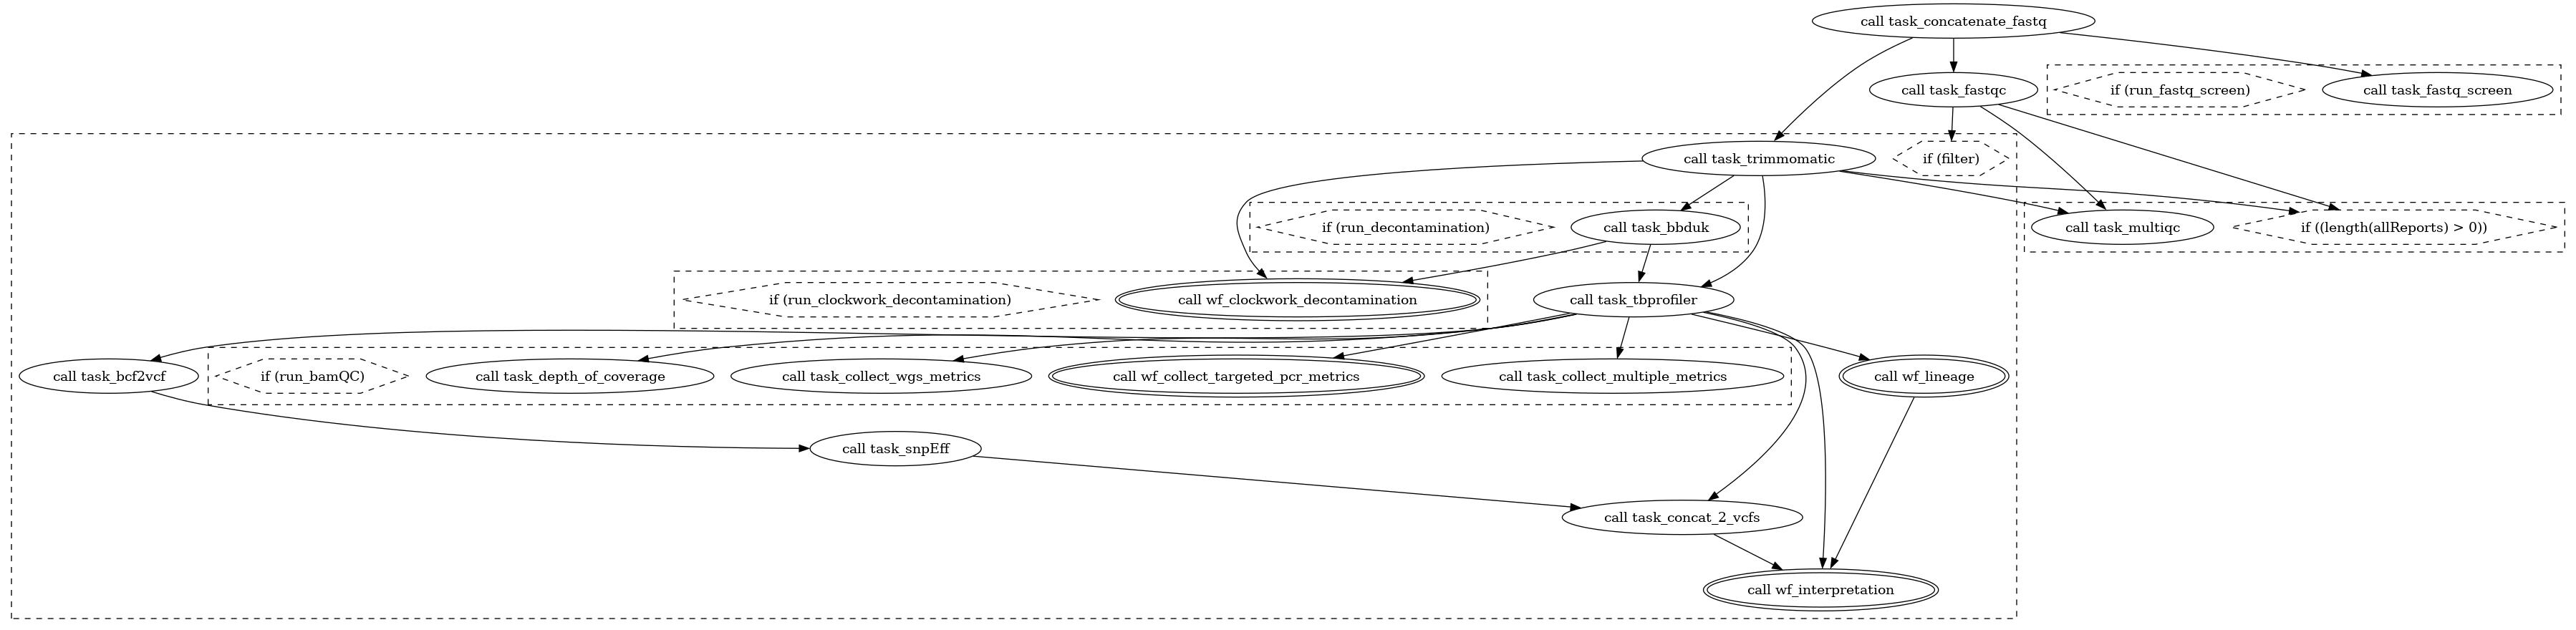 call task_concatenate_fastq
call task_fastqc
if (run_fastq_screen)
call task_fastq_screen
call task_trimmomatic
if (filter)
if (run_decontamination)
call task_bbduk
call task_multiqc
if ((length(allReports) > 0))
if (run_clockwork_decontamination)
call wf_clockwork_decontamination
call task_tbprofiler
call task_bcf2vcf
if (run_bamQC)
call task_depth_of_coverage
call task_collect_wgs_metrics
call wf_collect_targeted_pcr_metrics
call task_collect_multiple_metrics
call wf_lineage
call task_snpEff
call task_concat_2_vcfs
call wf_interpretation